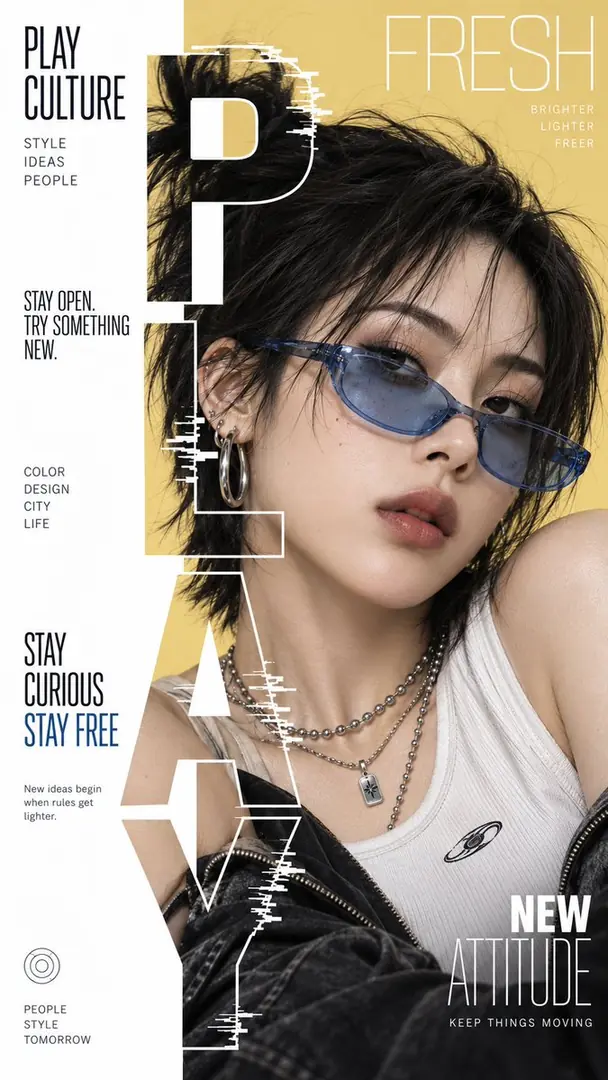 PLAY
CULTURE
STYLE
IDEAS
PEOPLE
FRESH
BRIGHTER
LIGHTER
FREER
PLAY
STAY OPEN.
TRY SOMETHING
NEW.
COLOR
DESIGN
CITY
LIFE
STAY
CURIOUS
STAY FREE
New ideas begin
when rules get
lighter.
PEOPLE
STYLE
TOMORROW
NEW
ATTITUDE
KEEP THINGS MOVING